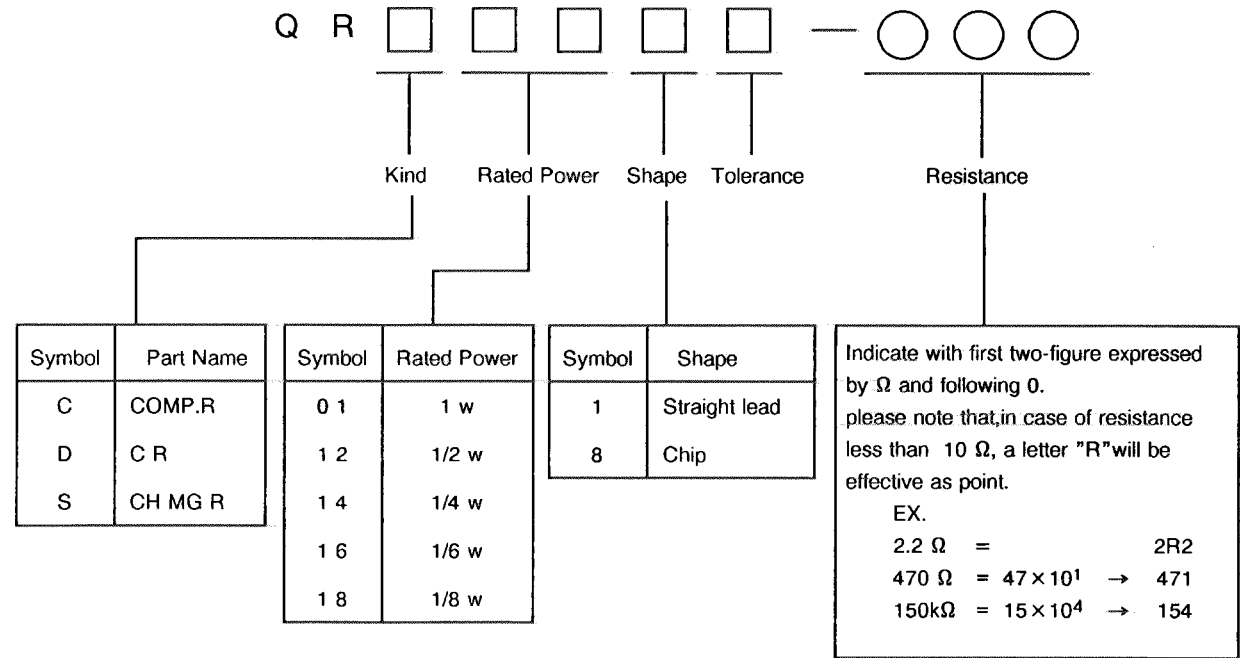 Q R □ □ □ □ □ — ○ ○ ○
Kind Rated Power Shape Tolerance Resistance
Symbol Part Name
C COMP.R
D C R
S CH MG R
Symbol Rated Power
0 1 1 w
1 2 1/2 w
1 4 1/4 w
1 6 1/6 w
1 8 1/8 w
Symbol Shape
1 Straight lead
8 Chip
Indicate with first two-figure expressed
by Ω and following 0.
please note that,in case of resistance
less than 10 Ω, a letter "R"will be
effective as point.
EX.
2.2 Ω = 2R2
470 Ω = 47×10¹ → 471
150kΩ = 15×10⁴ → 154